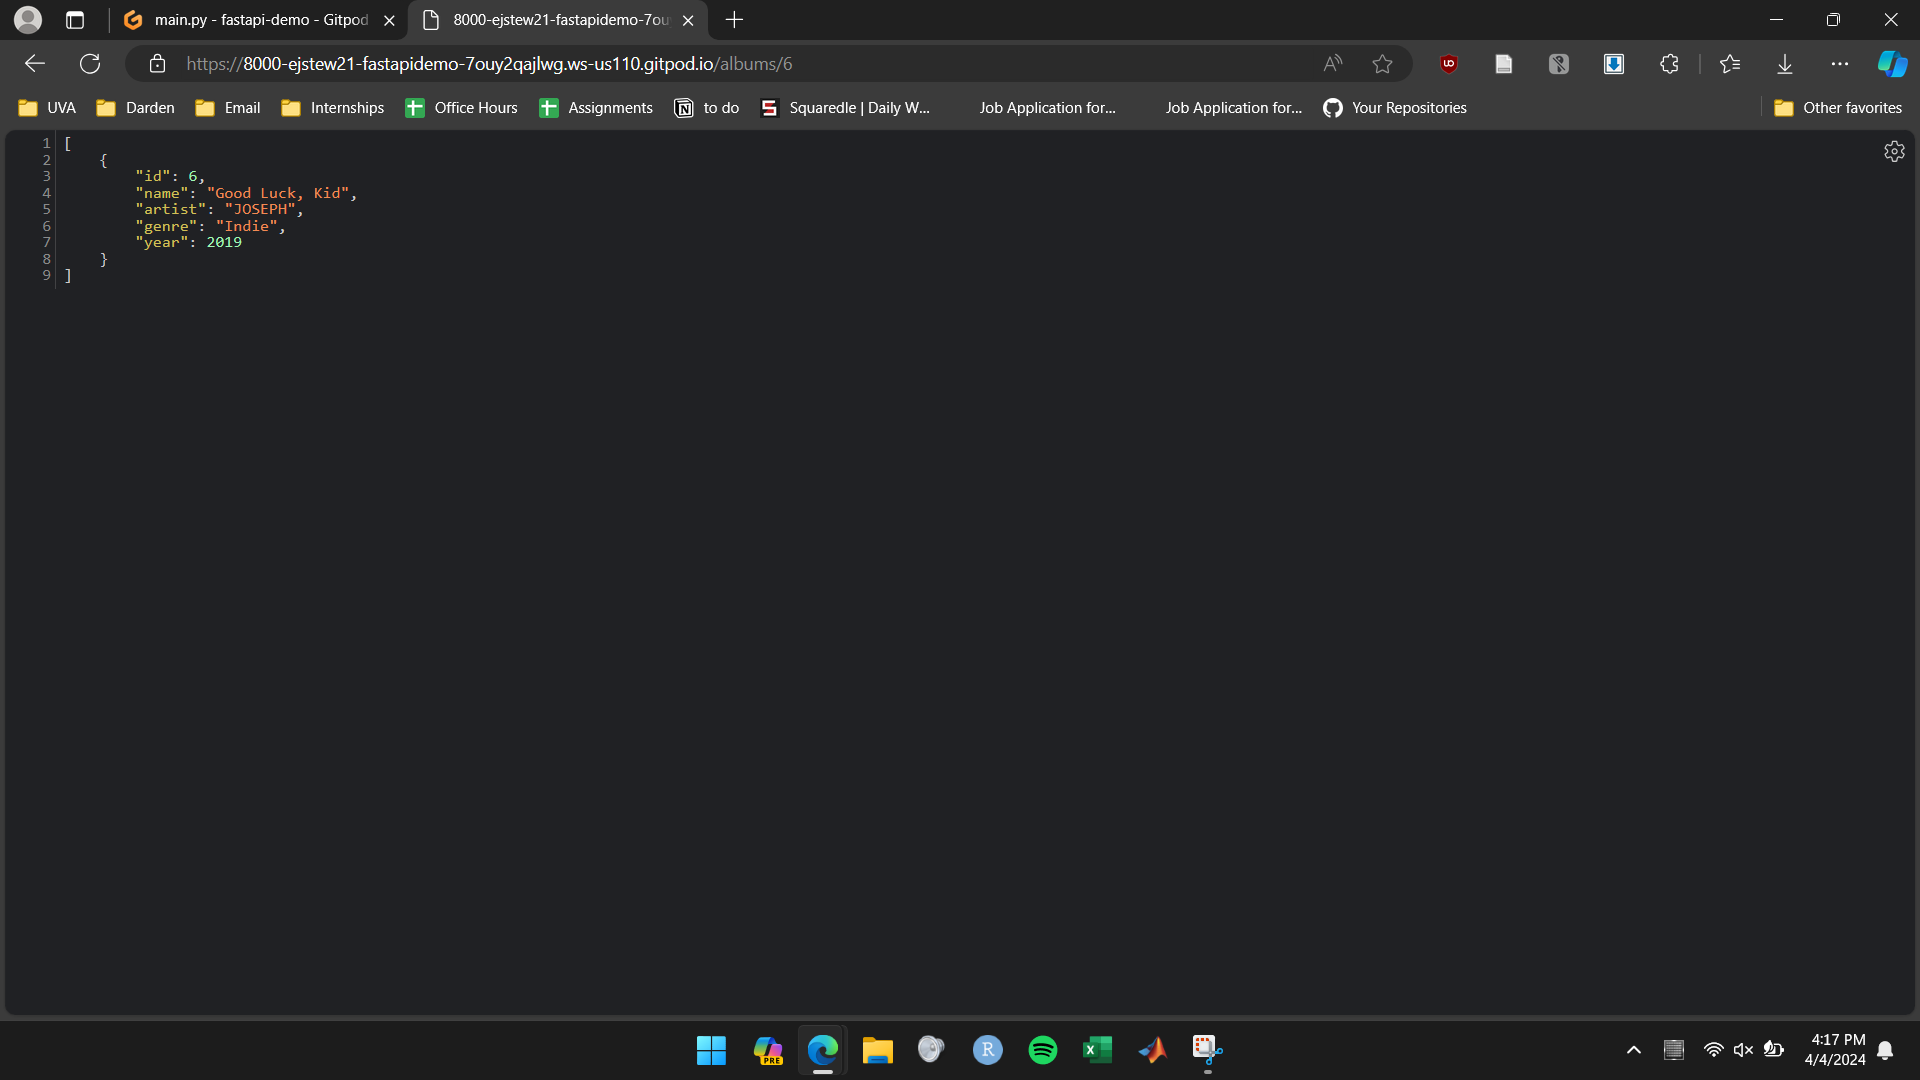 main.py - fastapi-demo - Gitpod
8000-ejstew21-fastapidemo-7ou
https://8000-ejstew21-fastapidemo-7ouy2qajlwg.ws-us110.gitpod.io/albums/6
UVA Darden Email Internships Office Hours Assignments to do Squaredle | Daily W... Job Application for... Job Application for... Your Repositories Other favorites
1 [
2 {
3 "id": 6,
4 "name": "Good Luck, Kid",
5 "artist": "JOSEPH",
6 "genre": "Indie",
7 "year": 2019
8 }
9 ]
PRE
R
4:17 PM
4/4/2024